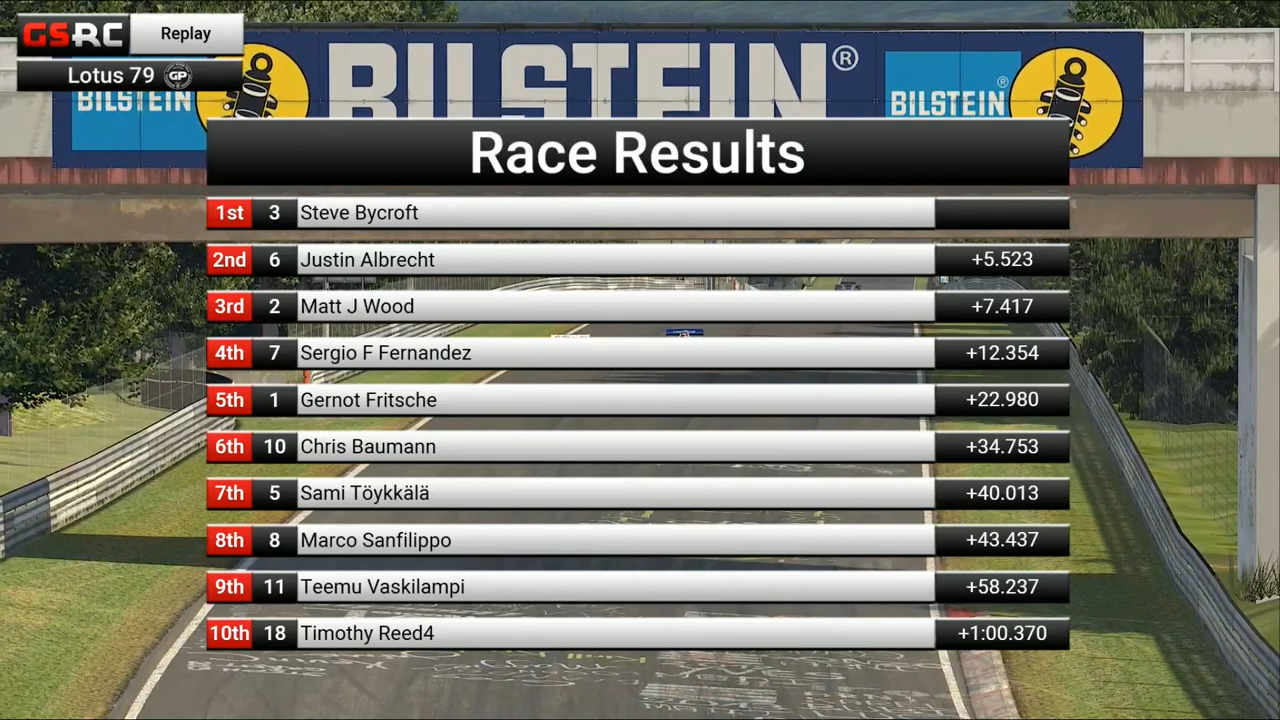 GSRC Replay
Lotus 79 GP
BILSTEIN
BILSTEIN®
BILSTEIN®
Race Results
1st 3 Steve Bycroft
2nd 6 Justin Albrecht +5.523
3rd 2 Matt J Wood +7.417
4th 7 Sergio F Fernandez +12.354
5th 1 Gernot Fritsche +22.980
6th 10 Chris Baumann +34.753
7th 5 Sami Töykkälä +40.013
8th 8 Marco Sanfilippo +43.437
9th 11 Teemu Vaskilampi +58.237
10th 18 Timothy Reed4 +1:00.370